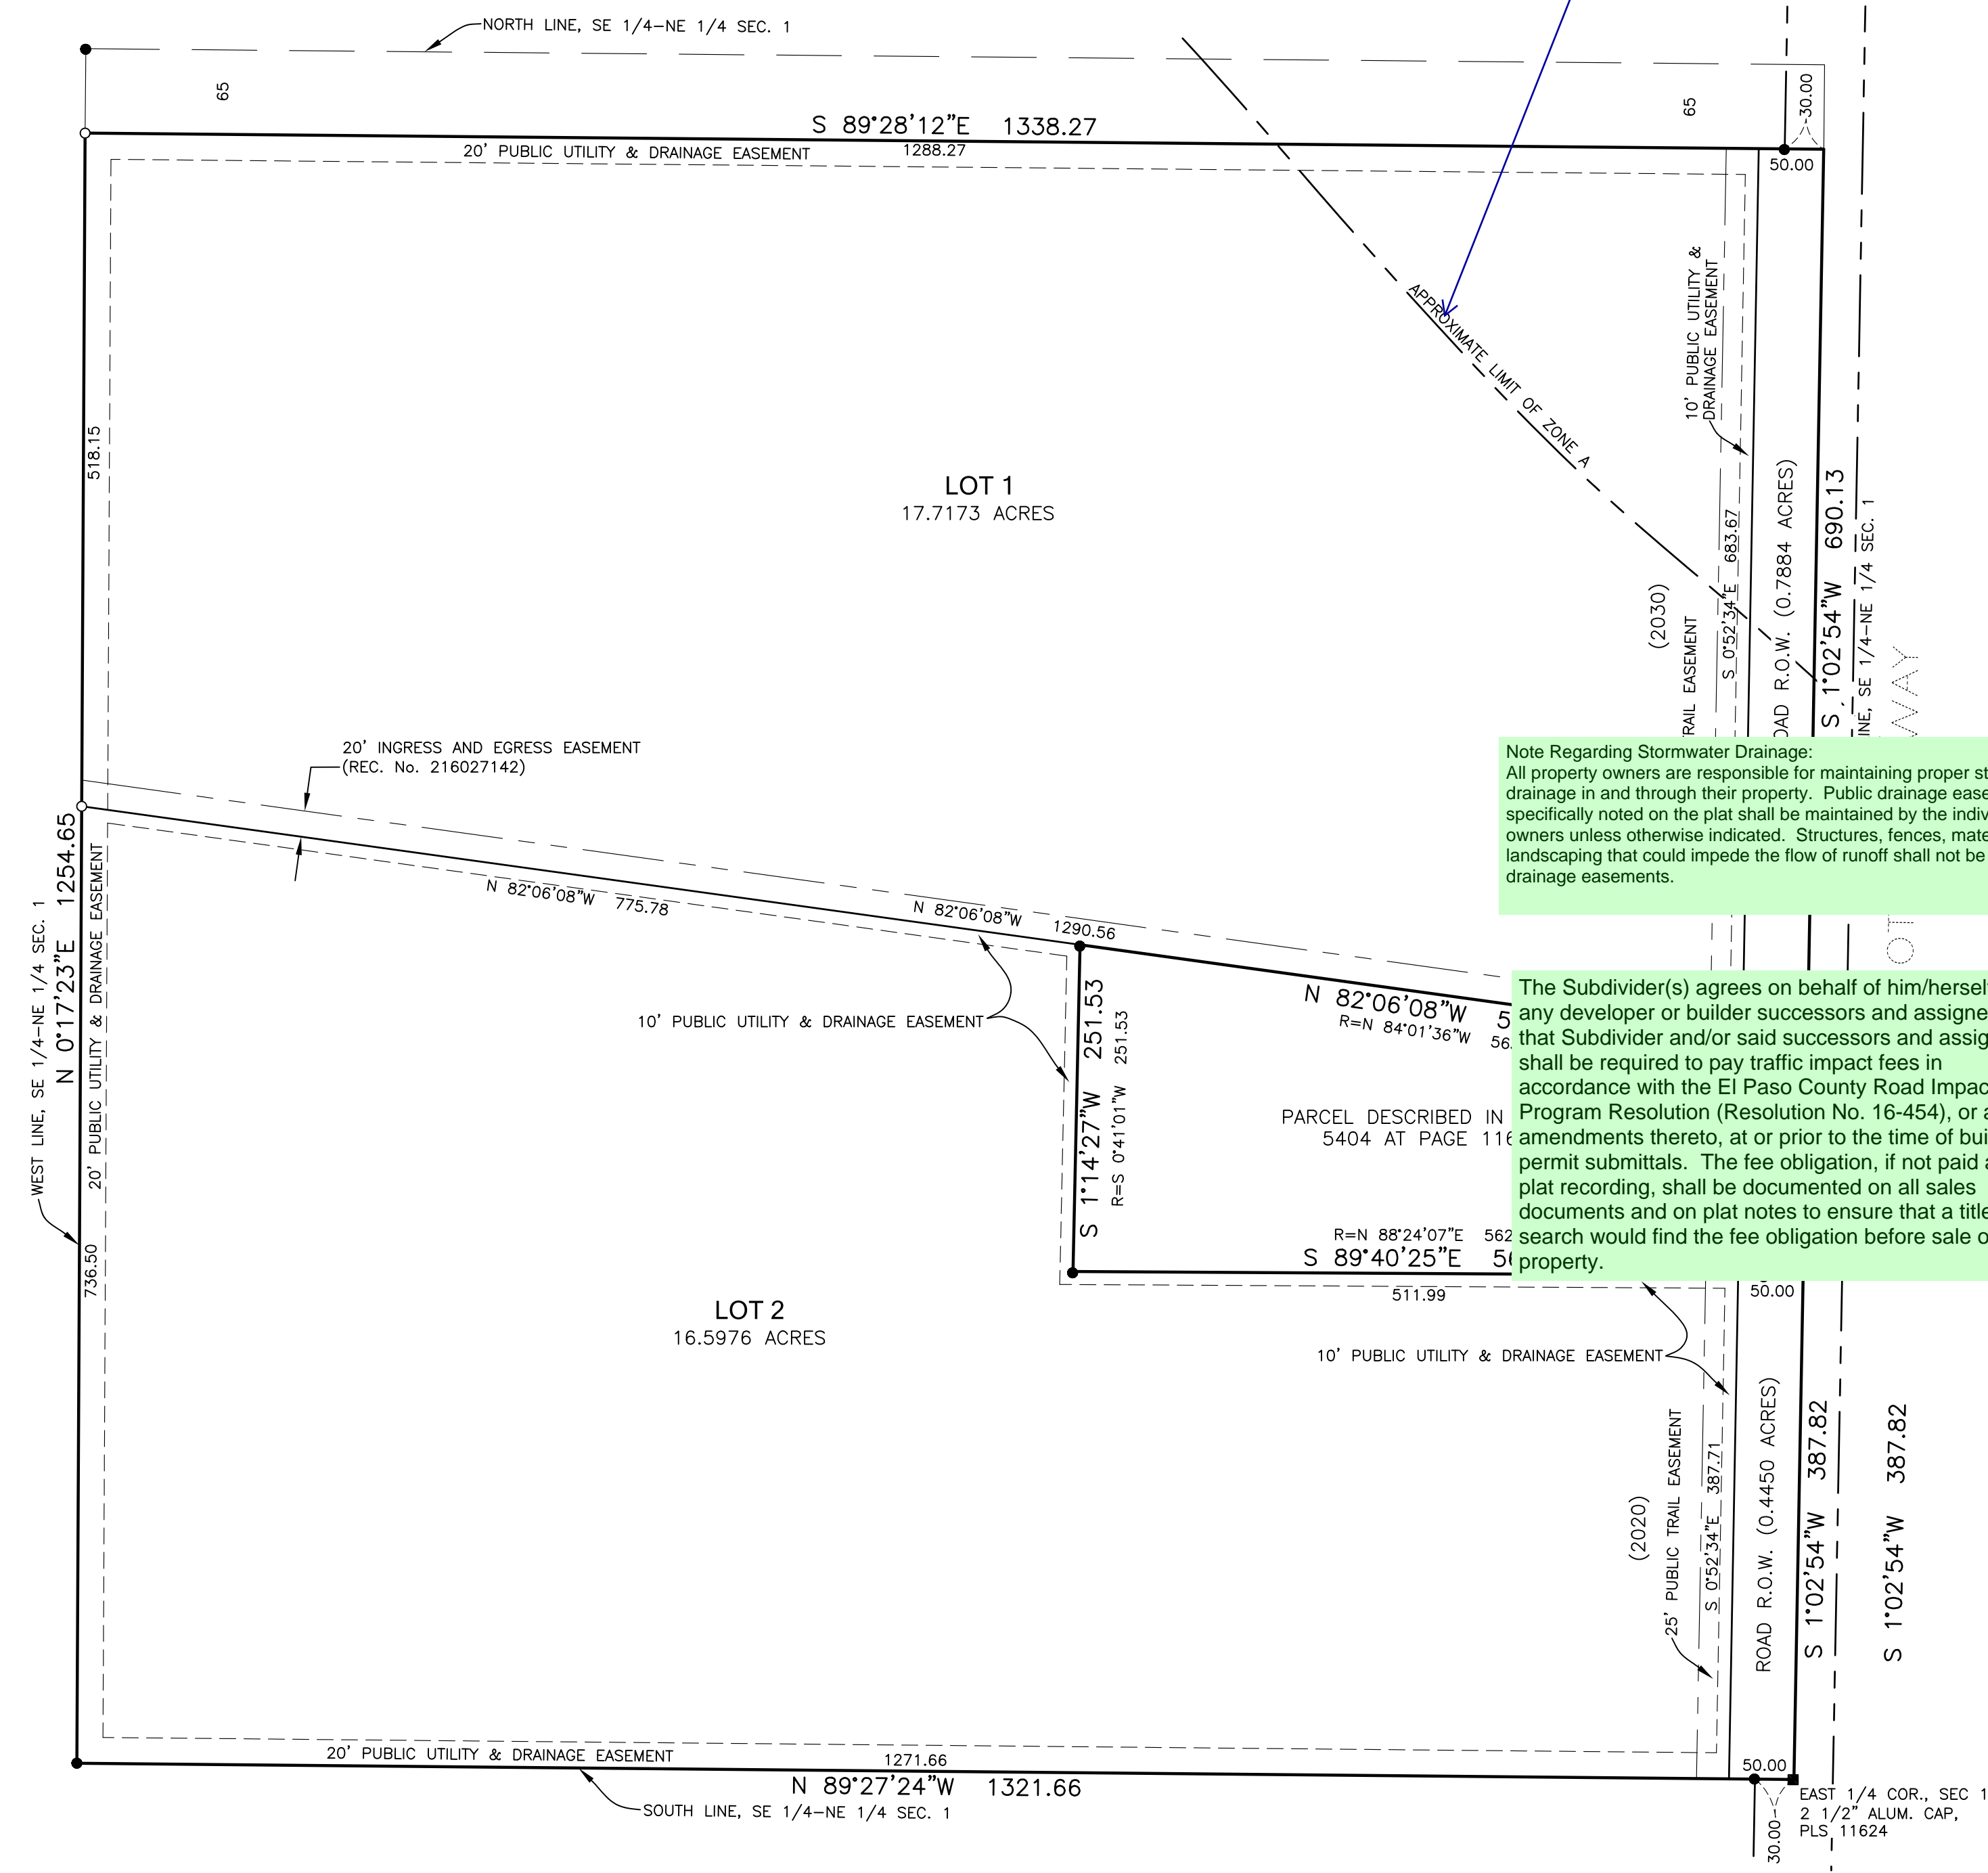 NORTH LINE, SE 1/4-NE 1/4 SEC. 1
65
65
30.00
S 89°28'12"E 1338.27
20' PUBLIC UTILITY & DRAINAGE EASEMENT
1288.27
50.00
10' PUBLIC UTILITY &
DRAINAGE EASEMENT
APPROXIMATE LIMIT OF ZONE A
518.15
LOT 1
17.7173 ACRES
S 0°52'34"E 683.67
(0.7884 ACRES)
R.O.W.
S 1°02'54"W 690.13
SE 1/4-NE 1/4 SEC. 1
(2030)
EASEMENT
20' INGRESS AND EGRESS EASEMENT
(REC. No. 216027142)
Note Regarding Stormwater Drainage:
All property owners are responsible for maintaining proper
drainage in and through their property. Public drainage
specifically noted on the plat shall be maintained by the
owners unless otherwise indicated. Structures, fences,
landscaping that could impede the flow of runoff shall not be
drainage easements.
N 0°17'23"E 1254.65
WEST LINE, SE 1/4-NE 1/4 SEC. 1
20' PUBLIC UTILITY & DRAINAGE EASEMENT
736.50
N 82°06'08"W 775.78
N 82°06'08"W 1290.56
10' PUBLIC UTILITY & DRAINAGE EASEMENT
S 1°14'27"W 251.53
R=S 0°41'01"W 251.53
N 82°06'08"W
R=N 84°01'36"W
PARCEL DESCRIBED IN
5404 AT PAGE
R=N 88°24'07"E 562
S 89°40'25"E
511.99
The Subdivider(s) agrees on behalf of
any developer or builder successors and
that Subdivider and/or said successors and
shall be required to pay traffic impact fees in
accordance with the El Paso County Road
Program Resolution (Resolution No. 16-454), or
amendments thereto, at or prior to the time of
permit submittals. The fee obligation, if not paid
plat recording, shall be documented on all sales
documents and on plat notes to ensure that a title
search would find the fee obligation before sale
property.
50.00
10' PUBLIC UTILITY & DRAINAGE EASEMENT
LOT 2
16.5976 ACRES
(2020)
25' PUBLIC TRAIL EASEMENT
S 0°52'34"E 387.71
ROAD R.O.W. (0.4450 ACRES)
S 1°02'54"W 387.82
S 1°02'54"W 387.82
20' PUBLIC UTILITY & DRAINAGE EASEMENT
1271.66
N 89°27'24"W 1321.66
SOUTH LINE, SE 1/4-NE 1/4 SEC. 1
50.00
30.00
EAST 1/4 COR., SEC 1
2 1/2" ALUM. CAP,
PLS 11624